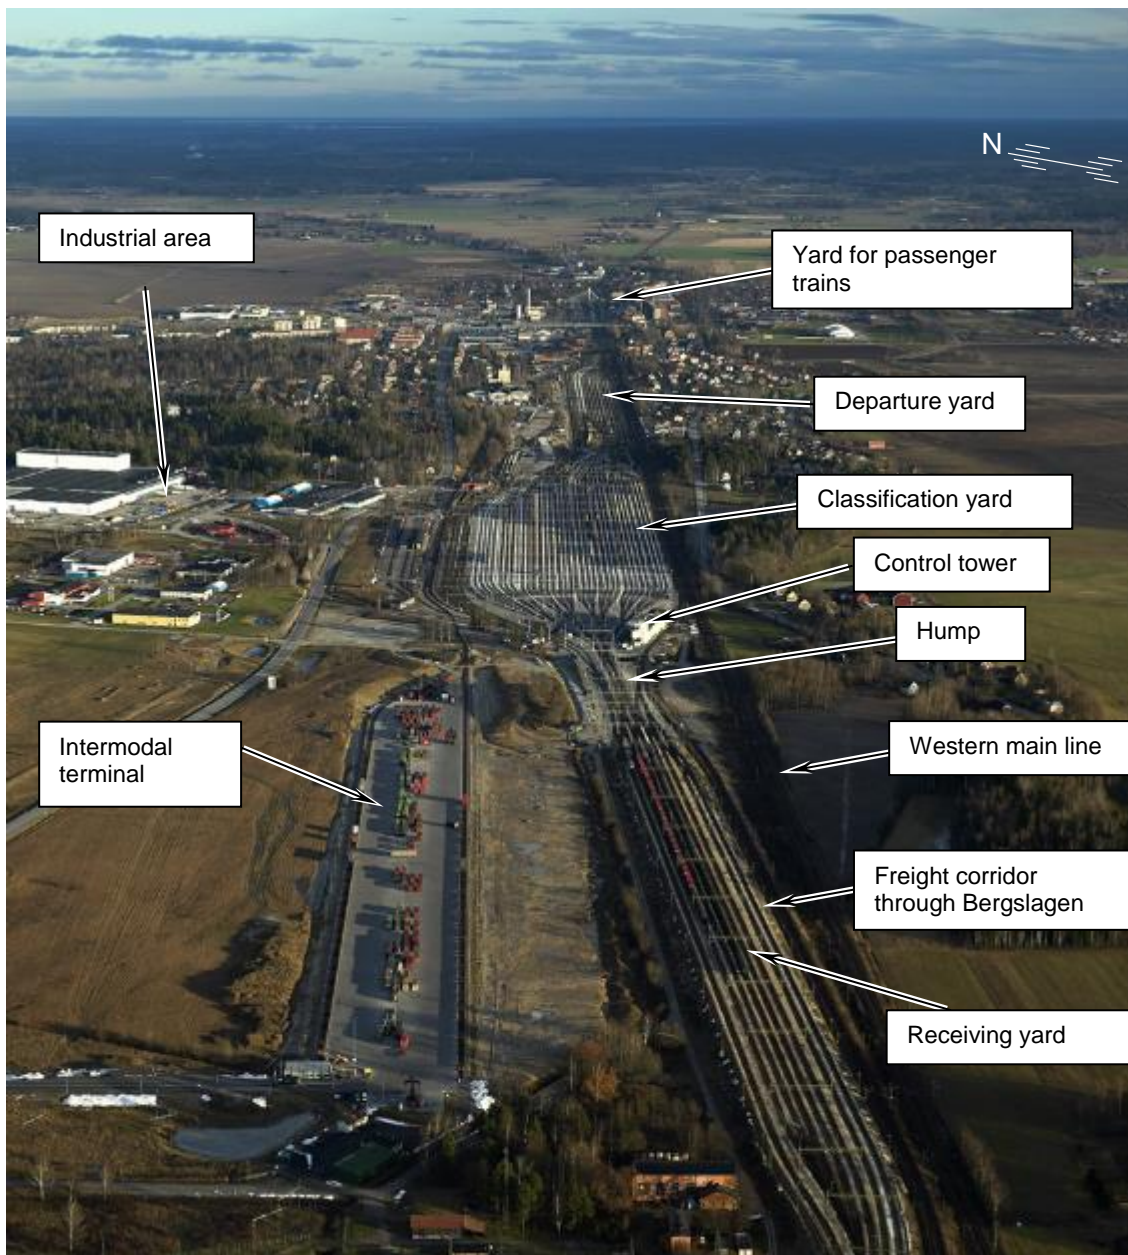 N
Industrial area
Yard for passenger
trains
Departure yard
Classification yard
Control tower
Hump
Intermodal
terminal
Western main line
Freight corridor
through Bergslagen
Receiving yard